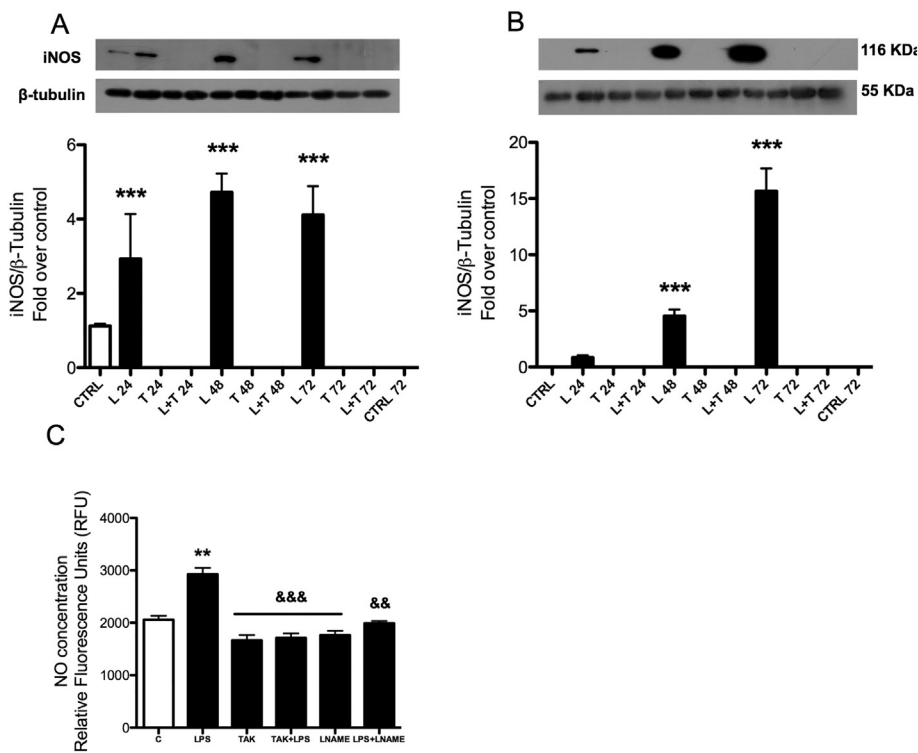 A
iNOS
β-tubulin
6
4
2
0
iNOS/β-Tubulin
Fold over control
***
***
***
CTRL
L 24
T 24
L+T 24
L 48
T 48
L+T 48
L 72
T 72
L+T 72
CTRL 72
B
116 KDa
55 KDa
20
15
10
5
0
iNOS/β-Tubulin
Fold over control
***
***
CTRL
L 24
T 24
L+T 24
L 48
T 48
L+T 48
L 72
T 72
L+T 72
CTRL 72
C
4000
3000
2000
1000
0
NO concentration
Relative Fluorescence Units (RFU)
**
&&&
&&
C
LPS
TAK
TAK+LPS
LNAME
LPS+LNAME